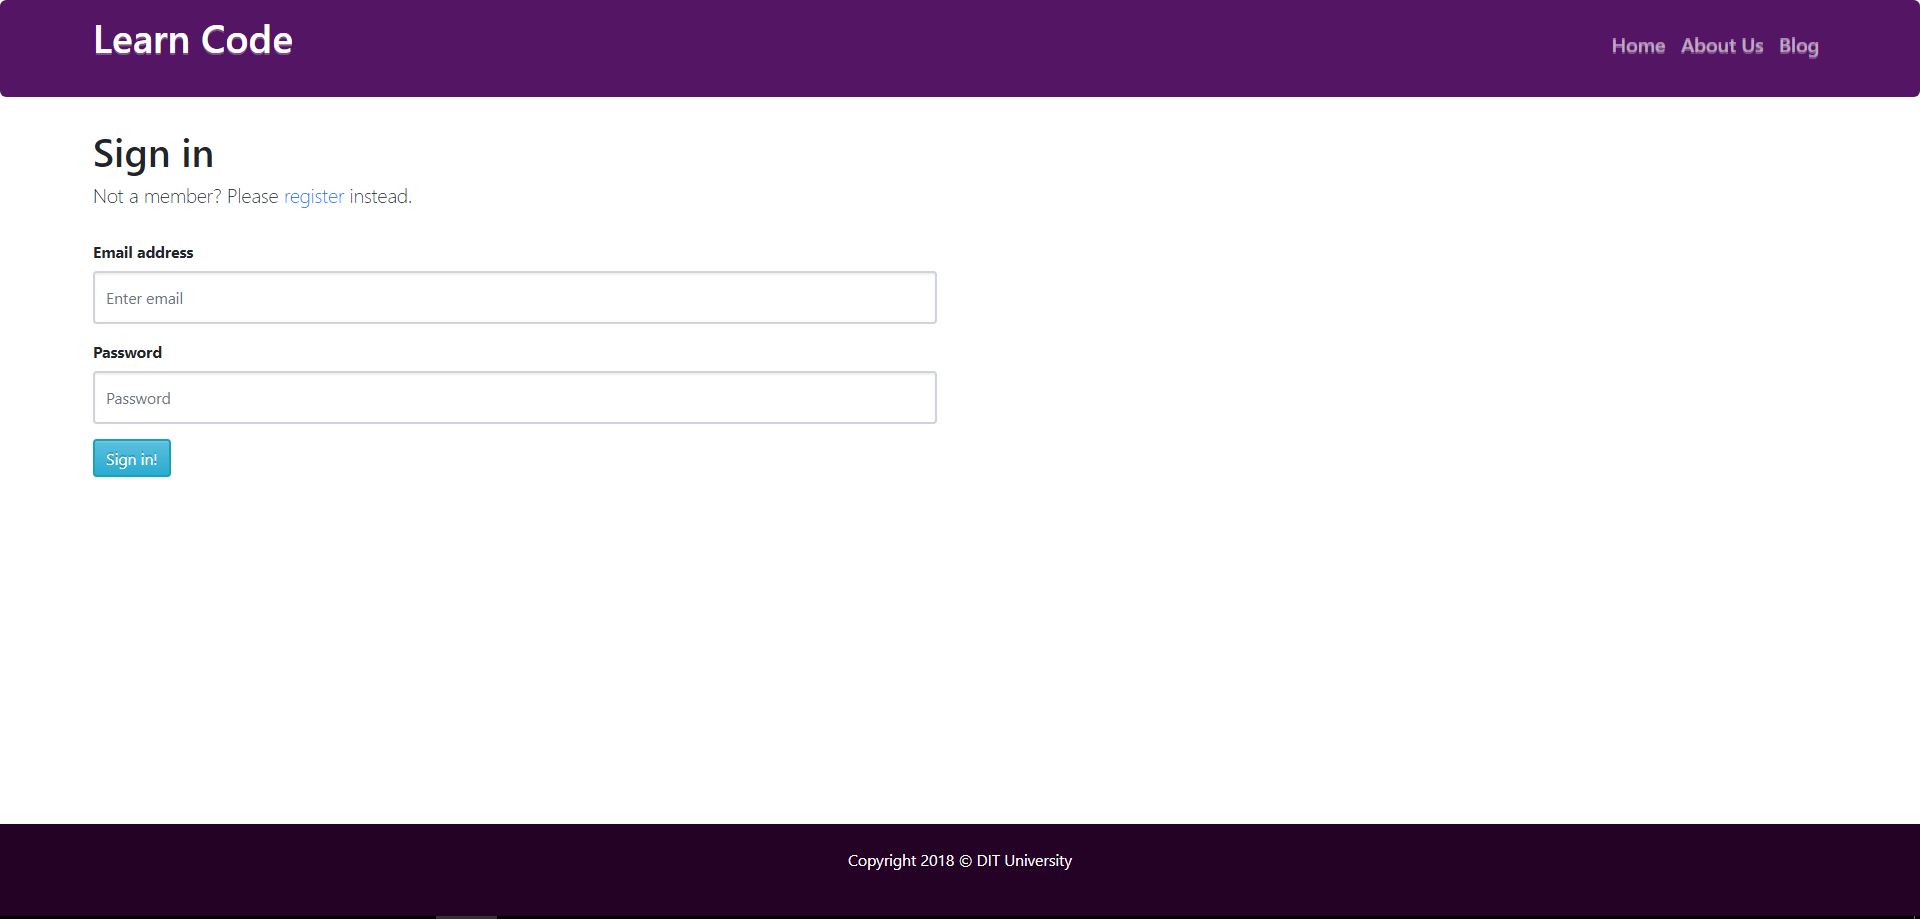 Learn Code
Home About Us Blog
Sign in
Not a member? Please register instead.
Email address
Enter email
Password
Password
Sign in!
Copyright 2018 © DIT University